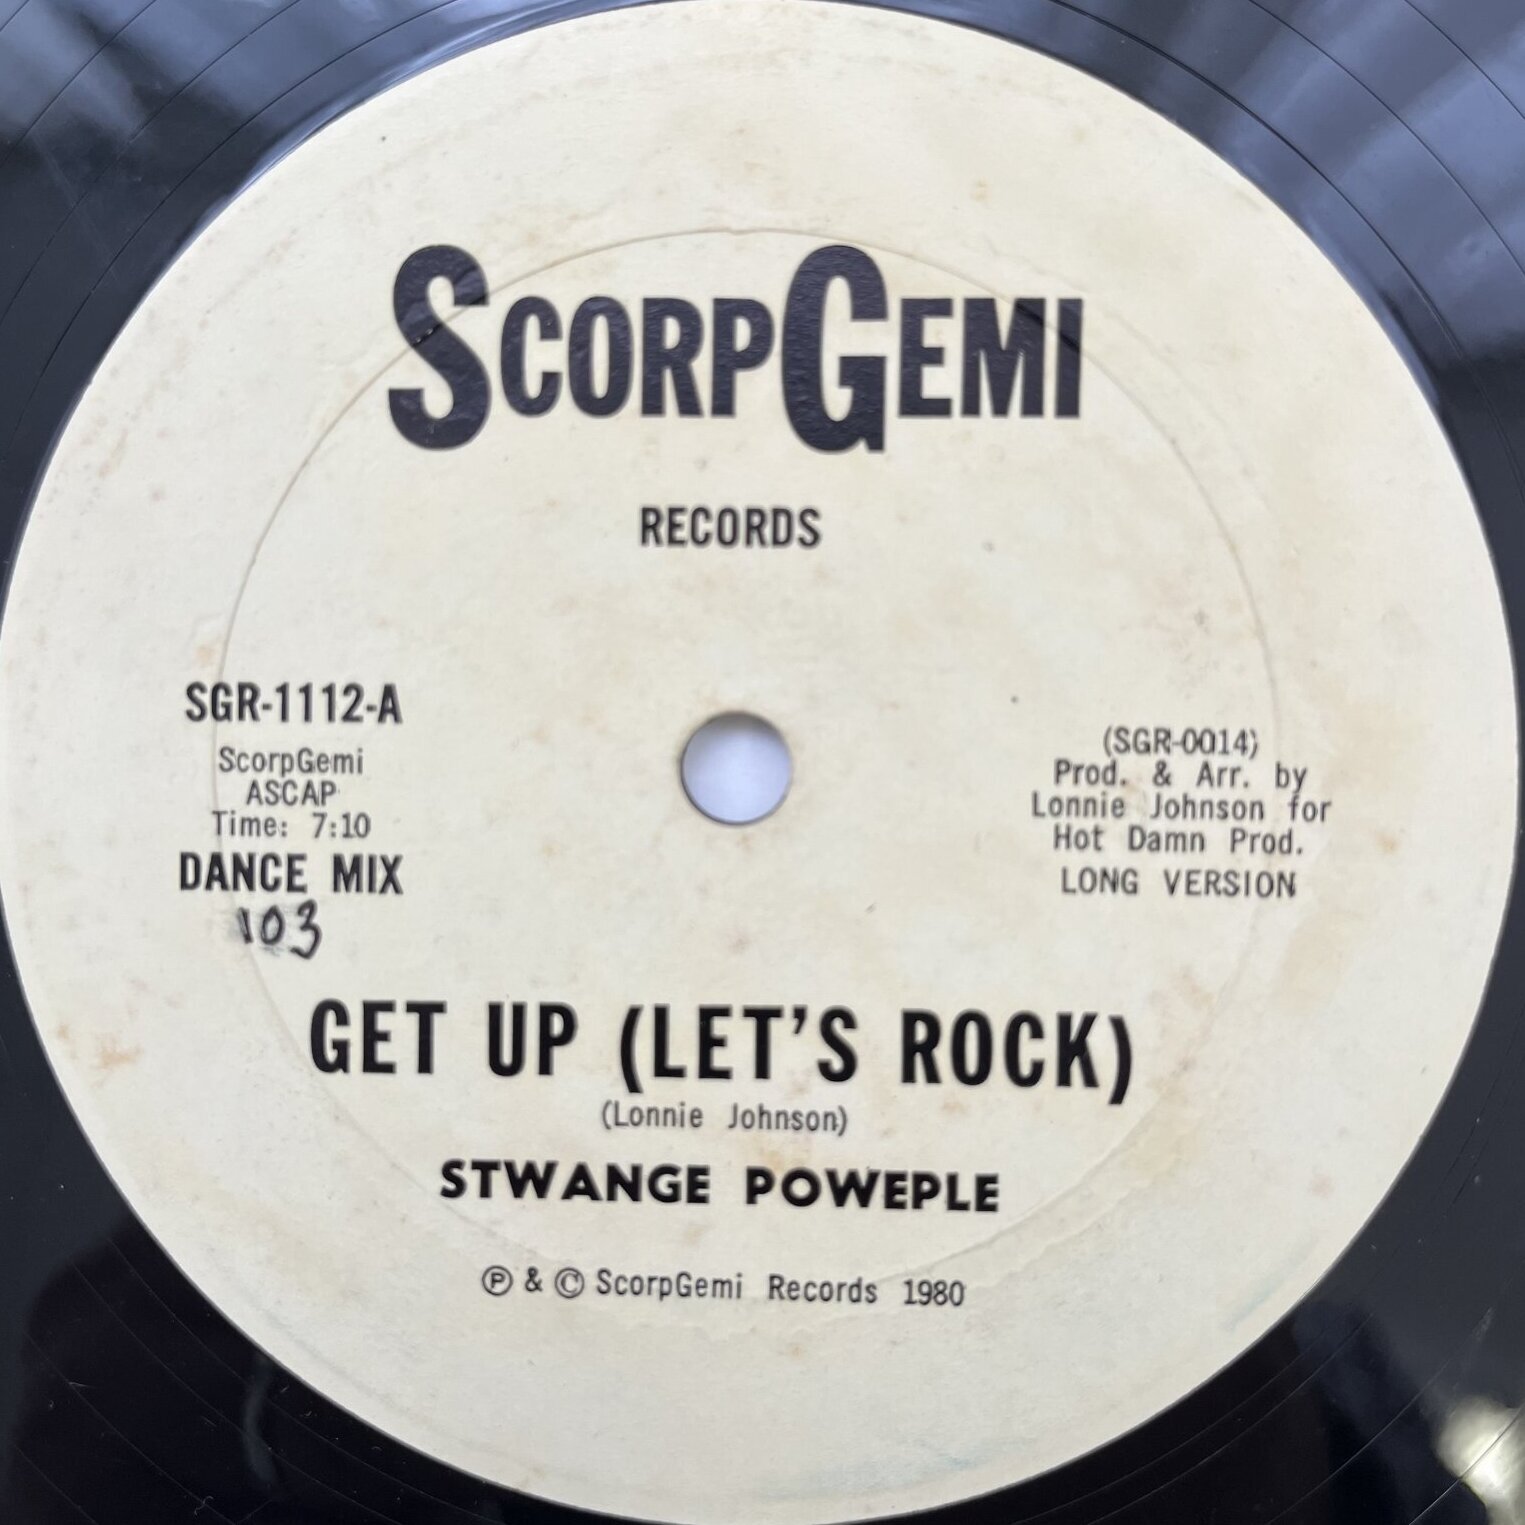 SCORPGEMI
RECORDS
SGR-1112-A
ScorpGemi
ASCAP
Time: 7:10
DANCE MIX
103
(SGR-0014)
Prod. & Arr. by
Lonnie Johnson for
Hot Damn Prod.
LONG VERSION
GET UP (LET'S ROCK)
(Lonnie Johnson)
STWANGE POWEPLE
Ⓟ & © ScorpGemi Records 1980